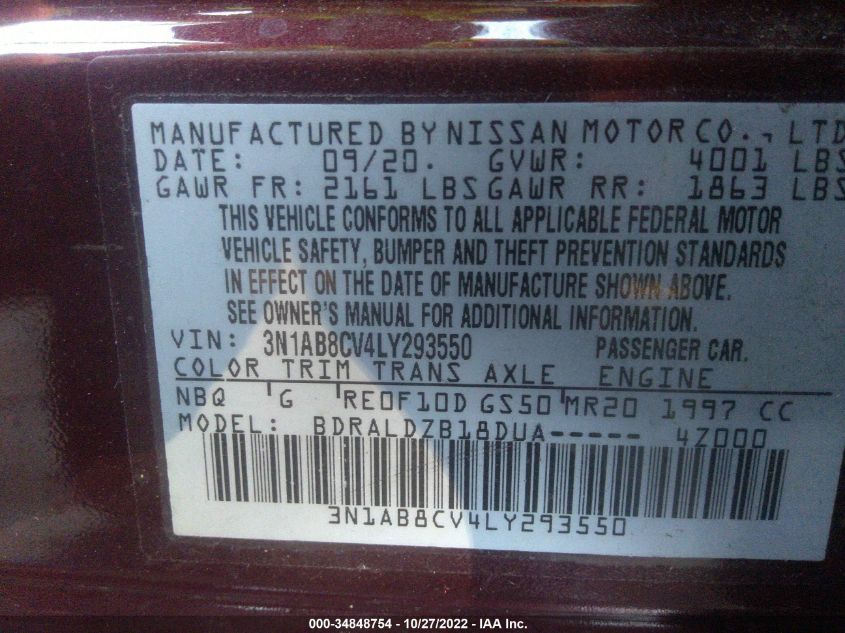 MANUFACTURED BY NISSAN MOTOR CO., LTD
DATE: 09/20. GVWR: 4001 LBS
GAWR FR: 2161 LBS GAWR RR: 1863 LBS
THIS VEHICLE CONFORMS TO ALL APPLICABLE FEDERAL MOTOR
VEHICLE SAFETY, BUMPER AND THEFT PREVENTION STANDARDS
IN EFFECT ON THE DATE OF MANUFACTURE SHOWN ABOVE.
SEE OWNER'S MANUAL FOR ADDITIONAL INFORMATION.
VIN: 3N1AB8CV4LY293550 PASSENGER CAR.
COLOR TRIM TRANS AXLE ENGINE
NBQ G RE0F10D GS50 MR20 1997 CC
MODEL: BDRALDZB18DUA----- 4Z000
3N1AB8CV4LY293550
000-34848754 - 10/27/2022 - IAA Inc.